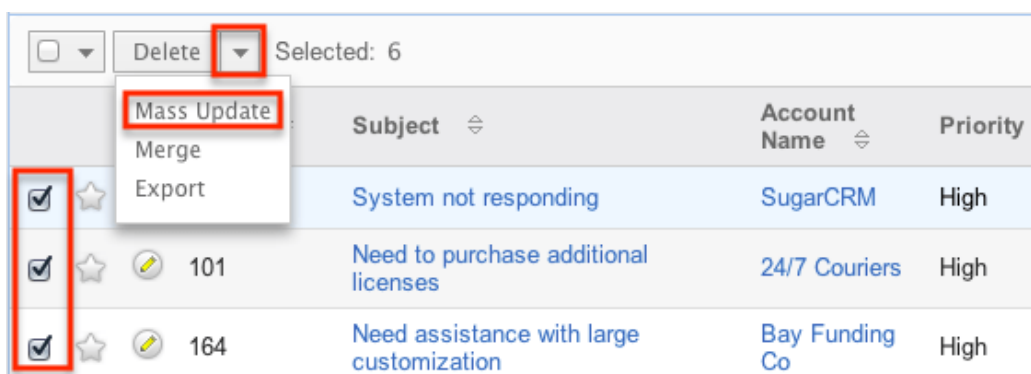 Delete Selected: 6
Mass Update
Merge
Export
Subject Account Name Priority
System not responding SugarCRM High
101 Need to purchase additional licenses 24/7 Couriers High
164 Need assistance with large customization Bay Funding Co High